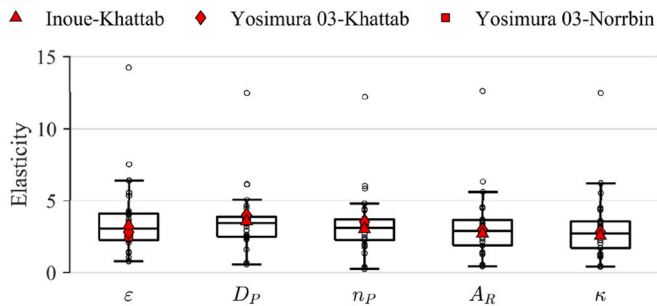 Inoue-Khattab Yosimura 03-Khattab Yosimura 03-Norrbin
15
10
5
0
Elasticity
ε D_P n_P A_R κ